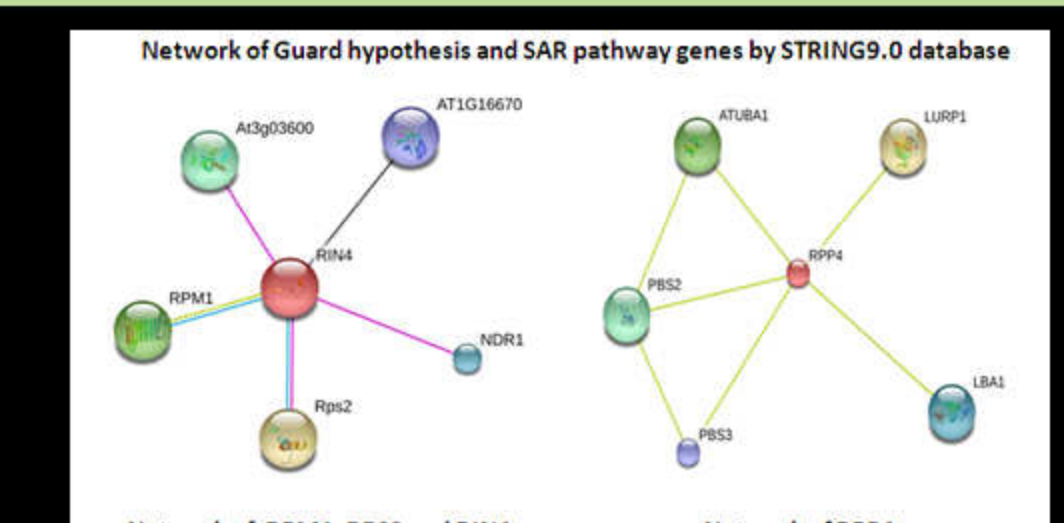 Network of Guard hypothesis and SAR pathway genes by STRING9.0 database
At3g03600
AT1G16670
RIN4
RPM1
NDR1
Rps2
ATUBA1
LURP1
RPP4
PBS2
LBA1
PBS3